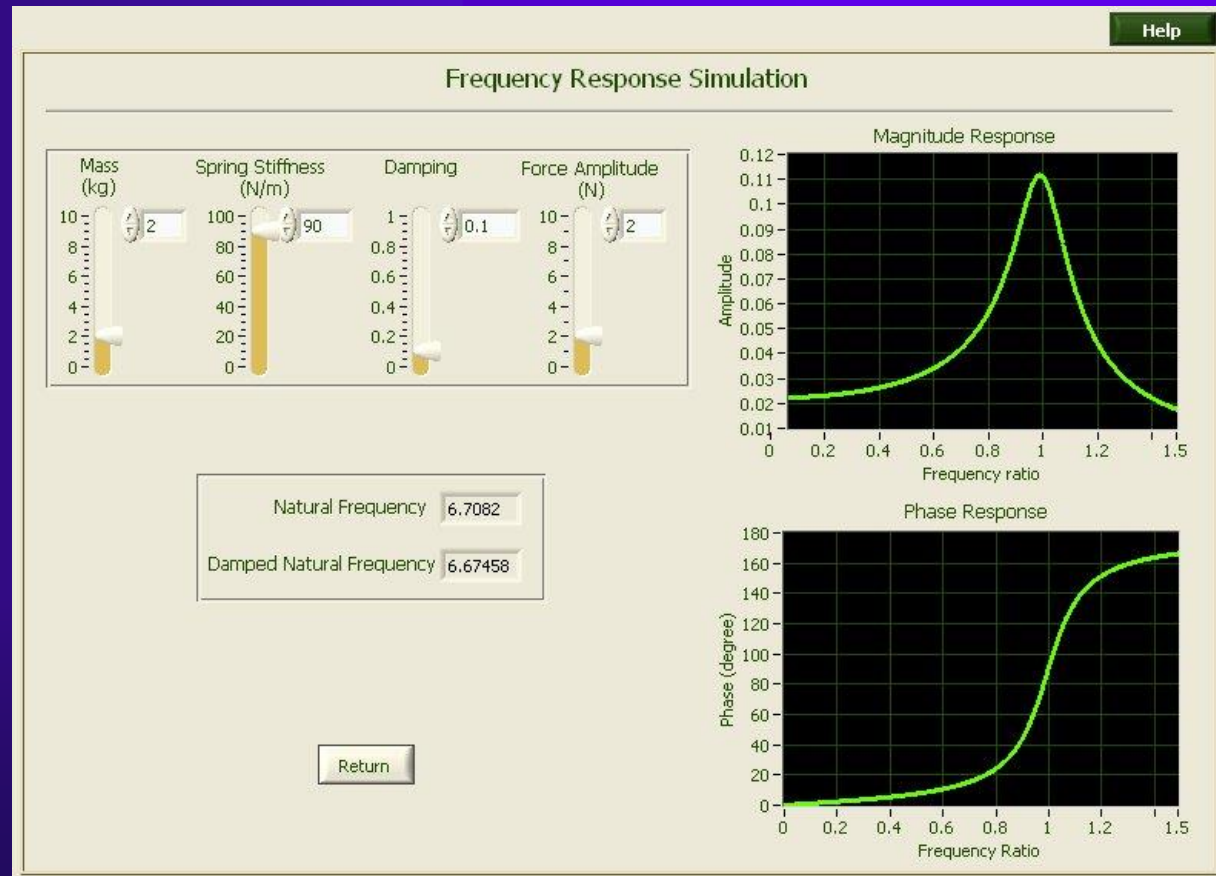 Help
Frequency Response Simulation
Mass
(kg)
10
8
6
4
2
0
2
Spring Stiffness
(N/m)
100
80
60
40
20
0
90
Damping
1
0.8
0.6
0.4
0.2
0
0.1
Force Amplitude
(N)
10
8
6
4
2
0
2
Magnitude Response
Amplitude
0.12
0.11
0.1
0.09
0.08
0.07
0.06
0.05
0.04
0.03
0.02
0.01
0 0.2 0.4 0.6 0.8 1 1.2 1.5
Frequency ratio
Natural Frequency 6.7082
Damped Natural Frequency 6.67458
Phase Response
Phase (degree)
180
160
140
120
100
80
60
40
20
0
0 0.2 0.4 0.6 0.8 1 1.2 1.5
Frequency Ratio
Return